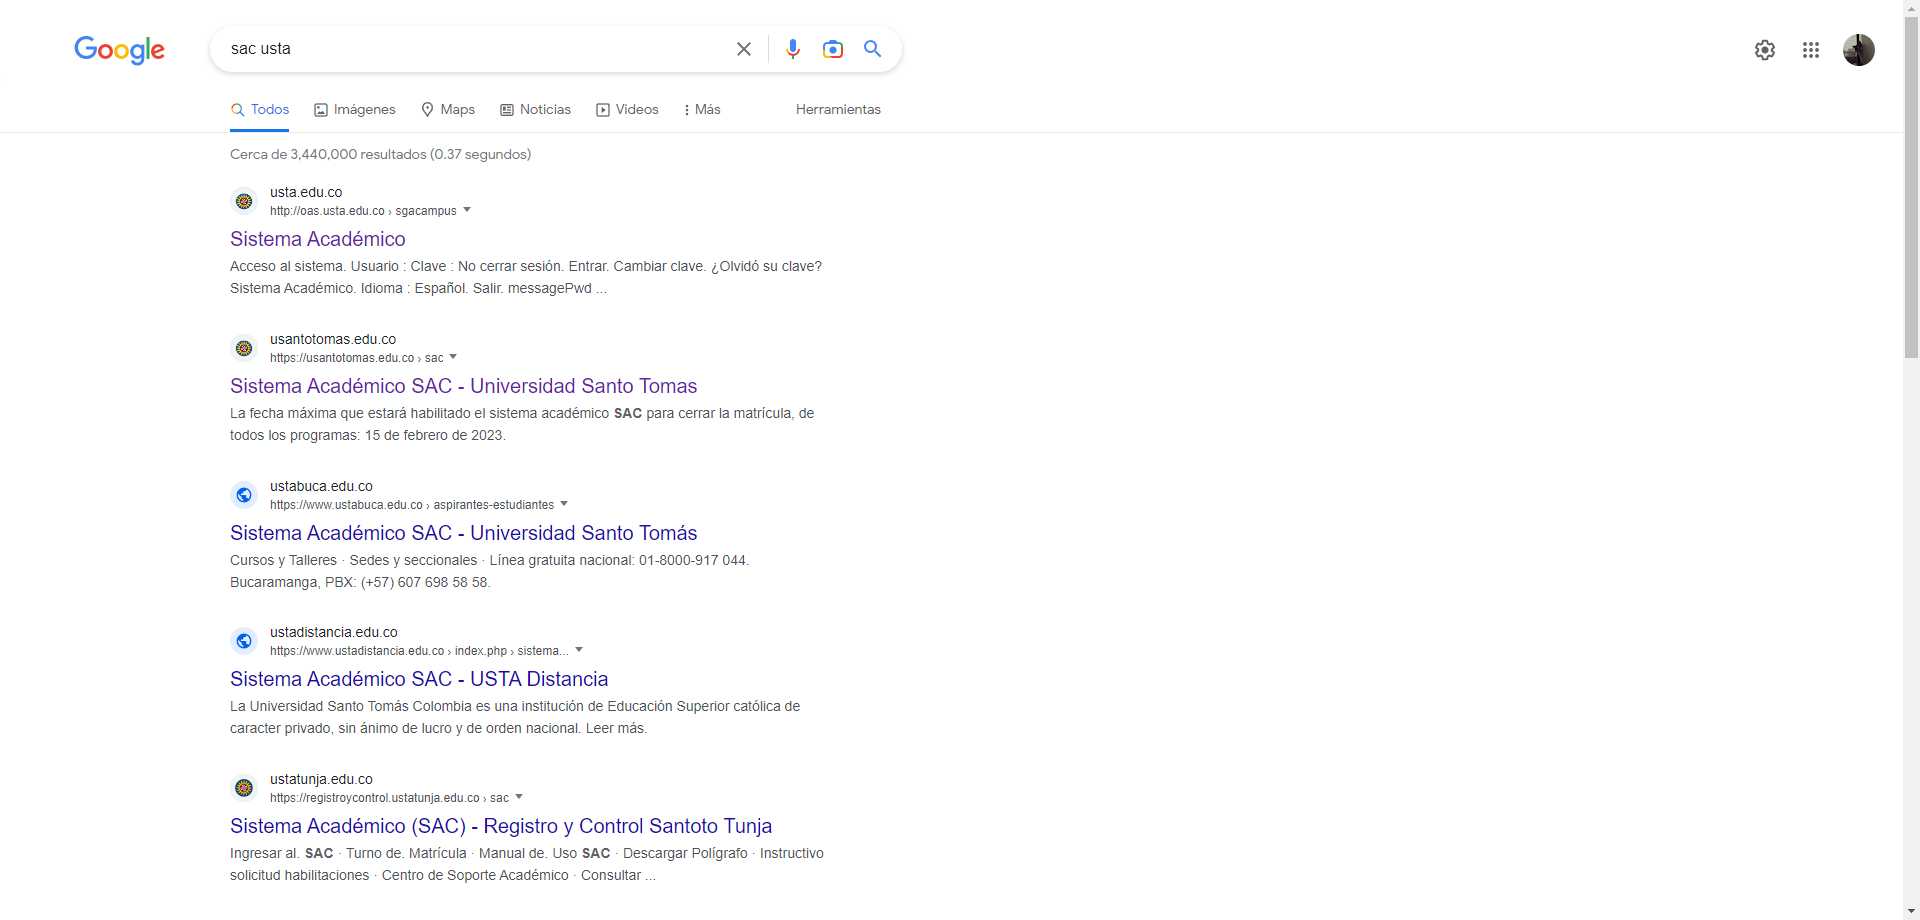 Google
sac usta
Todos
Imágenes
Maps
Noticias
Videos
Más
Herramientas
Cerca de 3,440,000 resultados (0.37 segundos)
usta.edu.co
http://oas.usta.edu.co › sgacampus
Sistema Académico
Acceso al sistema. Usuario : Clave : No cerrar sesión. Entrar. Cambiar clave. ¿Olvidó su clave?
Sistema Académico. Idioma : Español. Salir. messagePwd ...
usantotomas.edu.co
https://usantotomas.edu.co › sac
Sistema Académico SAC - Universidad Santo Tomas
La fecha máxima que estará habilitado el sistema académico SAC para cerrar la matrícula, de
todos los programas: 15 de febrero de 2023.
ustabuca.edu.co
https://www.ustabuca.edu.co › aspirantes-estudiantes
Sistema Académico SAC - Universidad Santo Tomás
Cursos y Talleres · Sedes y seccionales · Línea gratuita nacional: 01-8000-917 044.
Bucaramanga, PBX: (+57) 607 698 58 58.
ustadistancia.edu.co
https://www.ustadistancia.edu.co › index.php › sistema...
Sistema Académico SAC - USTA Distancia
La Universidad Santo Tomás Colombia es una institución de Educación Superior católica de
caracter privado, sin ánimo de lucro y de orden nacional. Leer más.
ustatunja.edu.co
https://registroycontrol.ustatunja.edu.co › sac
Sistema Académico (SAC) - Registro y Control Santoto Tunja
Ingresar al. SAC · Turno de. Matrícula · Manual de. Uso SAC · Descargar Polígrafo · Instructivo
solicitud habilitaciones · Centro de Soporte Académico · Consultar ...